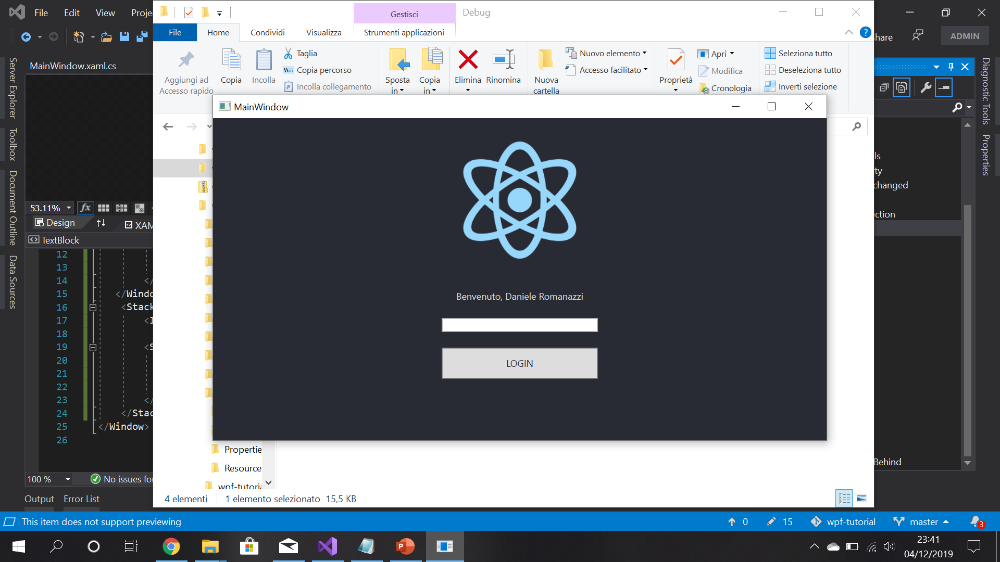 File Edit View Proje
Gestisci Debug
File Home Condividi Visualizza Strumenti applicazioni
hare ADMIN
Aggiungi ad
Accesso rapido
Copia
Incolla
Taglia
Copia percorso
Incolla collegamento
Sposta
in
Copia
in
Elimina
Rinomina
Nuova
cartella
Nuovo elemento
Accesso facilitato
Proprietà
Apri
Modifica
Cronologia
Seleziona tutto
Deseleziona tutto
Inverti selezione
MainWindow.xaml.cs
Server Explorer
Toolbox
Document Outline
Data Sources
Diagnostic Tools
Properties
MainWindow
Benvenuto, Daniele Romanazzi
LOGIN
53.11%
fx
Design
XAM
TextBlock
12
13
14 </
15 </Windo
16 <Stack
17 <I
18
19 <S
20
21
22
23 </
24 </Stac
25 </Window>
26
ls
rty
changed
ection
Behind
Propertie
Resource
wpf-tutoria
100 % No issues fou
Output Error List
4 elementi 1 elemento selezionato 15,5 KB
This item does not support previewing
0 15 wpf-tutorial master 3
P
23:41
04/12/2019